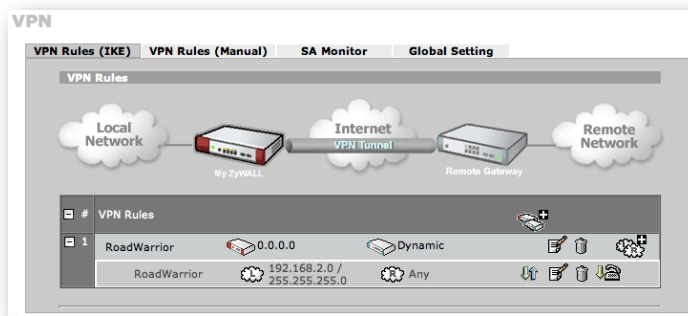 VPN
VPN Rules (IKE) VPN Rules (Manual) SA Monitor Global Setting
VPN Rules
Local Network
Internet
VPN Tunnel
Remote Network
My ZyWALL
Remote Gateway
# VPN Rules
1 RoadWarrior 0.0.0.0 Dynamic
RoadWarrior L 192.168.2.0 / 255.255.255.0 R Any